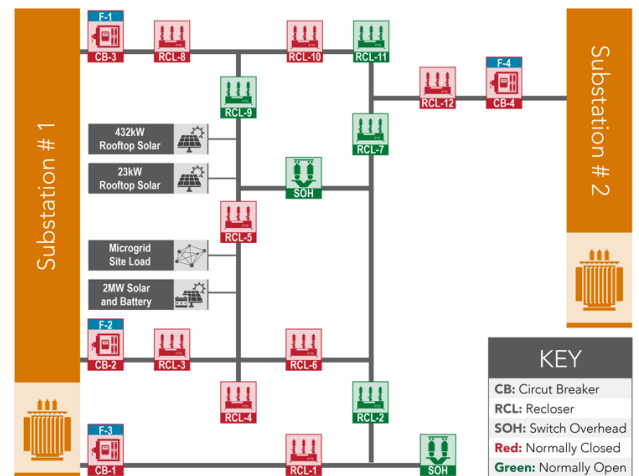 Substation # 1
F-1
CB-3
RCL-8
RCL-10
RCL-11
F-4
RCL-12
CB-4
Substation # 2
RCL-9
RCL-7
432kW
Rooftop Solar
23kW
Rooftop Solar
SOH
RCL-5
Microgrid
Site Load
2MW Solar
and Battery
F-2
CB-2
RCL-3
RCL-6
RCL-4
RCL-2
F-3
CB-1
RCL-1
SOH
KEY
CB: Circut Breaker
RCL: Recloser
SOH: Switch Overhead
Red: Normally Closed
Green: Normally Open